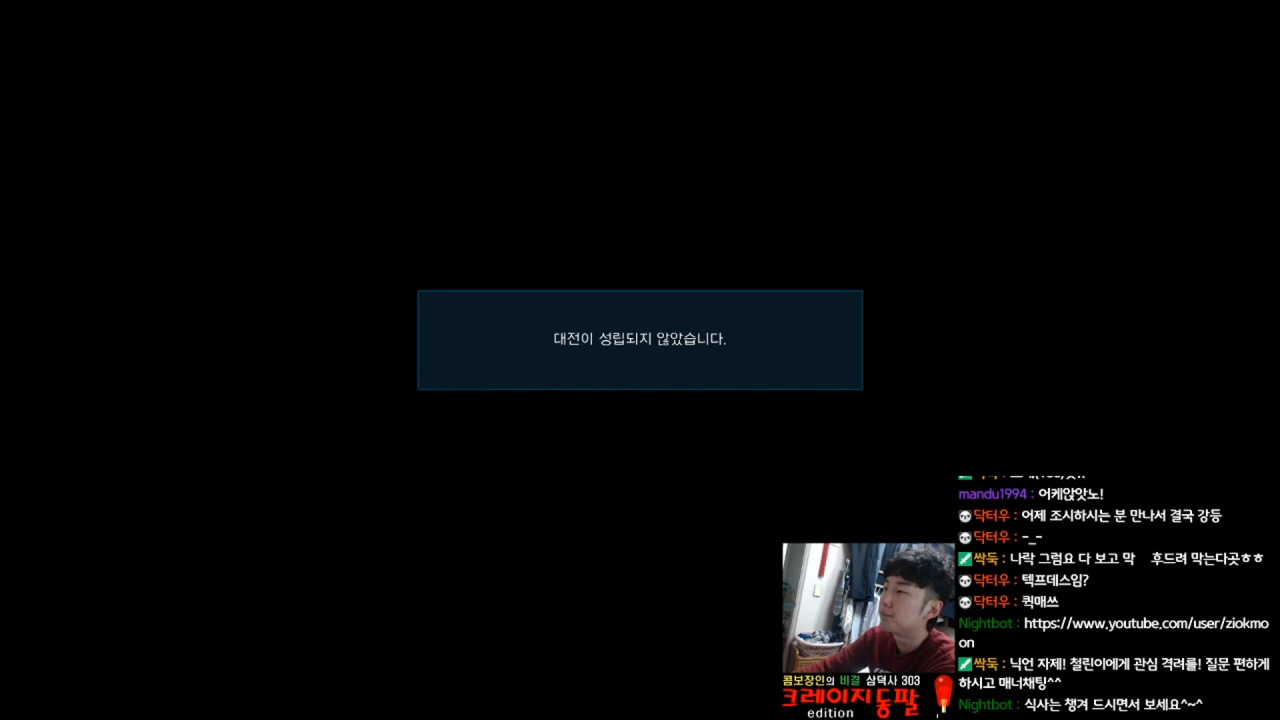 대전이 성립되지 않았습니다.
mandu1994 : 어케앉앗노!
닥터우 : 어제 조시하시는 분 만나서 결국 강등
닥터우 : -_-
싹둑 : 나락 그럼요 다 보고 막 후드려 막는다곳ㅎㅎ
닥터우 : 텍프데스임?
닥터우 : 퀵매쓰
Nightbot : https://www.youtube.com/user/ziokmo
on
싹둑 : 닉언 자제! 철린이에게 관심 격려를! 질문 편하게
하시고 매너채팅^^
Nightbot : 식사는 챙겨 드시면서 보세요^~^
콤보장인의 비결 삼덕사 303
크레이지동팔
edition